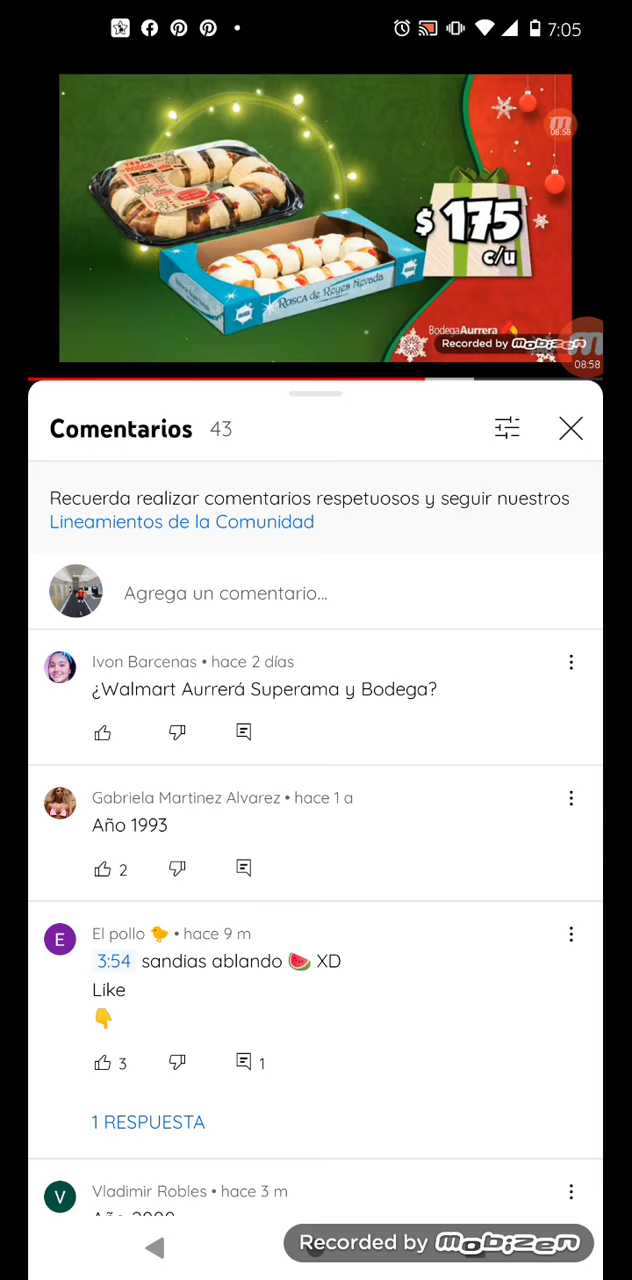 7:05
ROSCA
$175
c/u
Rosca de Reyes Nevada
Bodega Aurrera
Recorded by mobizen
08:58
08:58
Comentarios 43
Recuerda realizar comentarios respetuosos y seguir nuestros
Lineamientos de la Comunidad
Agrega un comentario...
Ivon Barcenas • hace 2 días
¿Walmart Aurrerá Superama y Bodega?
Gabriela Martinez Alvarez • hace 1 a
Año 1993
2
E
El pollo 🐤 • hace 9 m
3:54 sandias ablando 🍉 XD
Like
👇
3 1
1 RESPUESTA
V
Vladimir Robles • hace 3 m
Recorded by mobizen